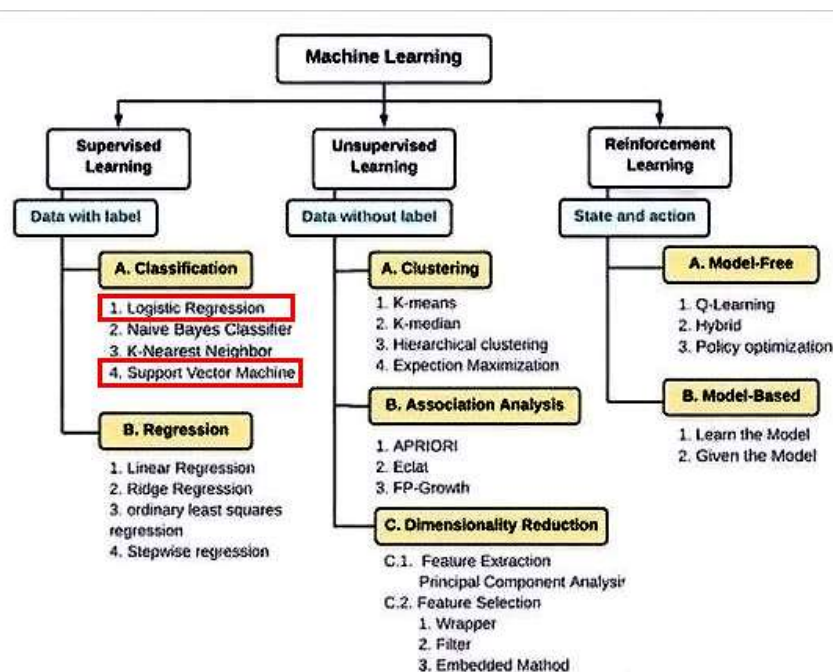 Machine Learning
Supervised
Learning
Data with label
A. Classification
1. Logistic Regression
2. Naive Bayes Classifier
3. K-Nearest Neighbor
4. Support Vector Machine
B. Regression
1. Linear Regression
2. Ridge Regression
3. ordinary least squares
regression
4. Stepwise regression
Unsupervised
Learning
Data without label
A. Clustering
1. K-means
2. K-median
3. Hierarchical clustering
4. Expection Maximization
B. Association Analysis
1. APRIORI
2. Eclat
3. FP-Growth
C. Dimensionality Reduction
C.1. Feature Extraction
Principal Component Analysis
C.2. Feature Selection
1. Wrapper
2. Filter
3. Embedded Mathod
Reinforcement
Learning
State and action
A. Model-Free
1. Q-Learning
2. Hybrid
3. Policy optimization
B. Model-Based
1. Learn the Model
2. Given the Model